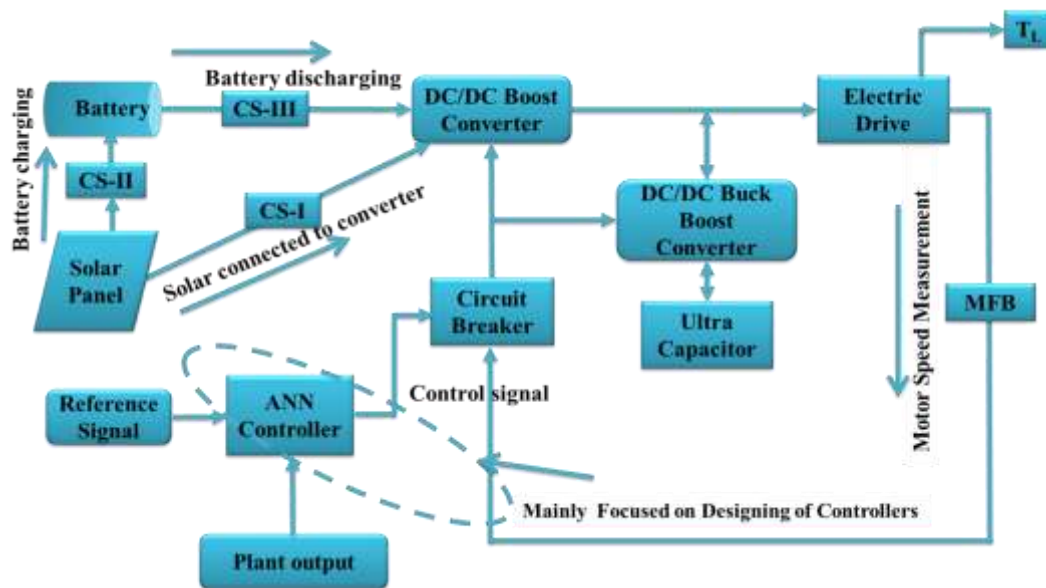 T_L
Battery discharging
Battery
CS-III
DC/DC Boost
Converter
Electric
Drive
Battery charging
CS-II
CS-I
Solar connected to converter
DC/DC Buck
Boost
Converter
Solar
Panel
Motor Speed Measurement
MFB
Circuit
Breaker
Ultra
Capacitor
Control signal
Reference
Signal
ANN
Controller
Mainly Focused on Designing of Controllers
Plant output